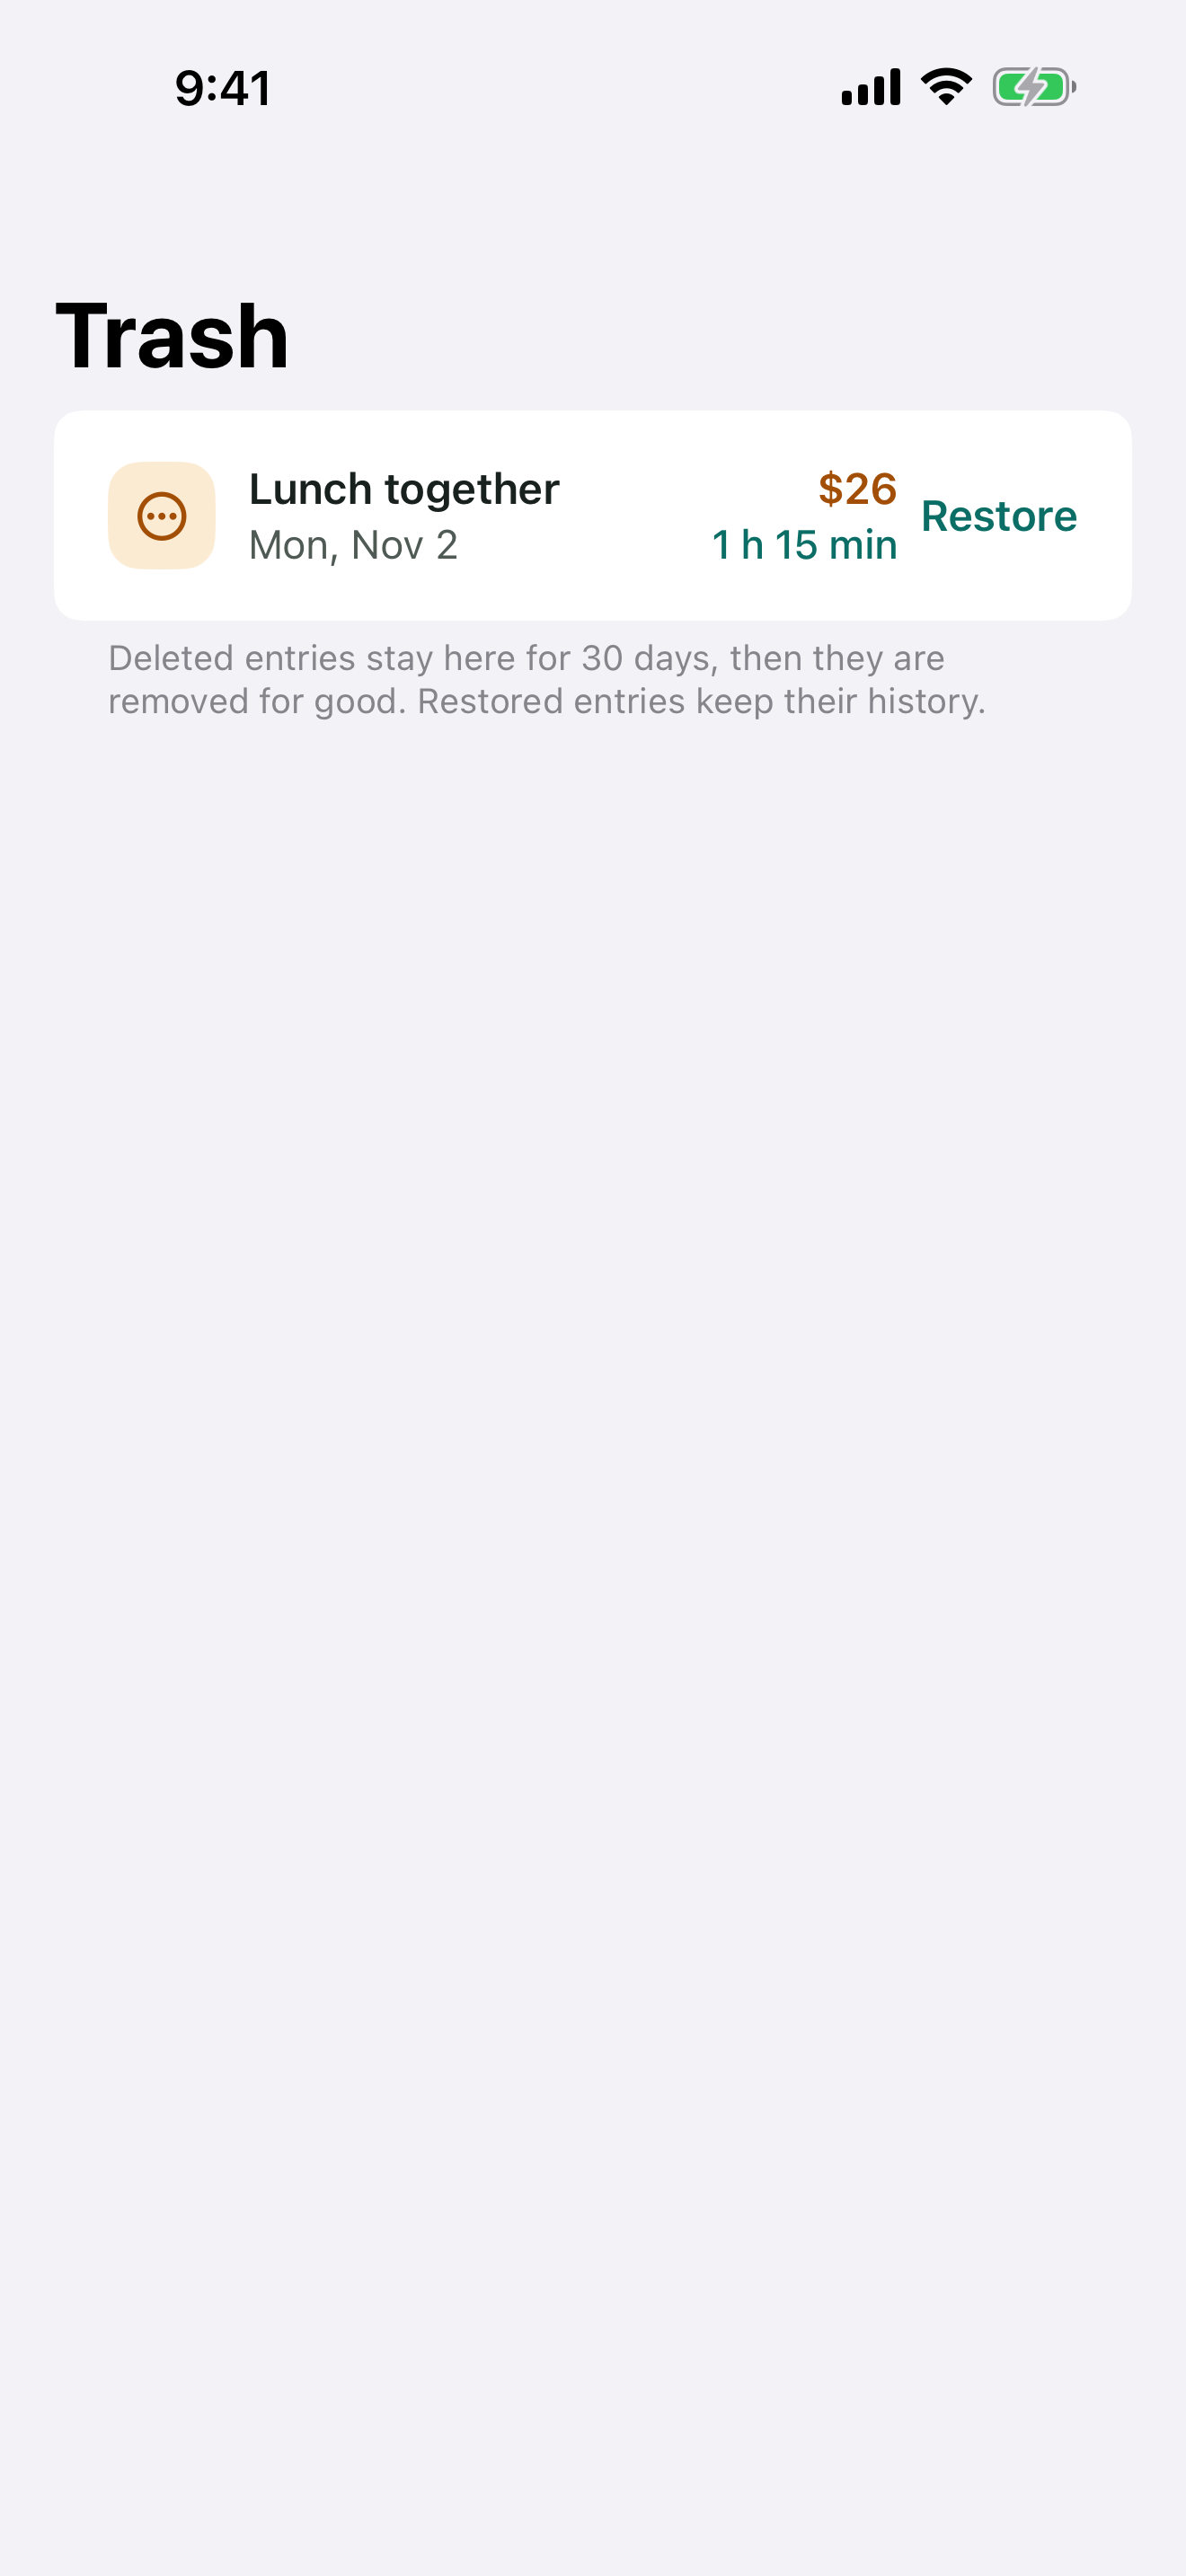 9:41
Trash
Lunch together
$26
Mon, Nov 2
1 h 15 min
Restore
Deleted entries stay here for 30 days, then they are
removed for good. Restored entries keep their history.